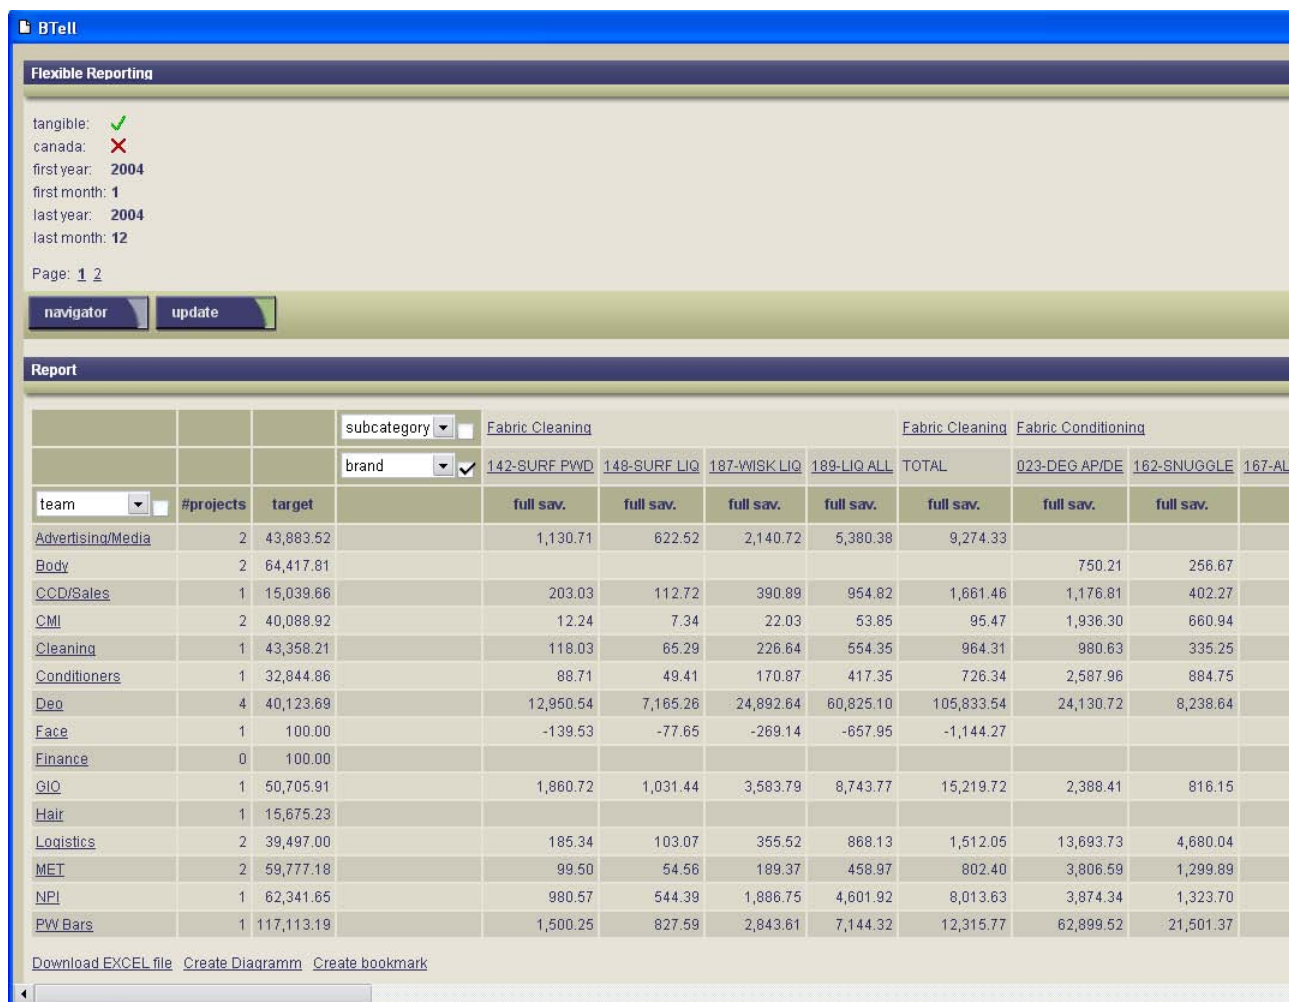 BTell
Flexible Reporting
tangible:
canada:
first year: 2004
first month: 1
last year: 2004
last month: 12
Page: 1 2
navigator update
Report
subcategory Fabric Cleaning Fabric Cleaning Fabric Conditioning
brand 142-SURF PWD 148-SURF LIQ 187-WISK LIQ 189-LIQ ALL TOTAL 023-DEG AP/DE 162-SNUGGLE 167-AL
team #projects target full sav. full sav. full sav. full sav. full sav. full sav. full sav.
Advertising/Media 2 43,883.52 1,130.71 622.52 2,140.72 5,380.38 9,274.33
Body 2 64,417.81 750.21 256.67
CCD/Sales 1 15,039.66 203.03 112.72 390.89 954.82 1,661.46 1,176.81 402.27
CMI 2 40,088.92 12.24 7.34 22.03 53.85 95.47 1,936.30 660.94
Cleaning 1 43,358.21 118.03 65.29 226.64 554.35 964.31 980.63 335.25
Conditioners 1 32,844.86 88.71 49.41 170.87 417.35 726.34 2,587.96 884.75
Deo 4 40,123.69 12,950.54 7,165.26 24,892.64 60,825.10 105,833.54 24,130.72 8,238.64
Face 1 100.00 -139.53 -77.65 -269.14 -657.95 -1,144.27
Finance 0 100.00
GIO 1 50,705.91 1,860.72 1,031.44 3,583.79 8,743.77 15,219.72 2,388.41 816.15
Hair 1 15,675.23
Logistics 2 39,497.00 185.34 103.07 355.52 868.13 1,512.05 13,693.73 4,680.04
MET 2 59,777.18 99.50 54.56 189.37 458.97 802.40 3,806.59 1,299.89
NPI 1 62,341.65 980.57 544.39 1,886.75 4,601.92 8,013.63 3,874.34 1,323.70
PW Bars 1 117,113.19 1,500.25 827.59 2,843.61 7,144.32 12,315.77 62,899.52 21,501.37
Download EXCEL file Create Diagramm Create bookmark